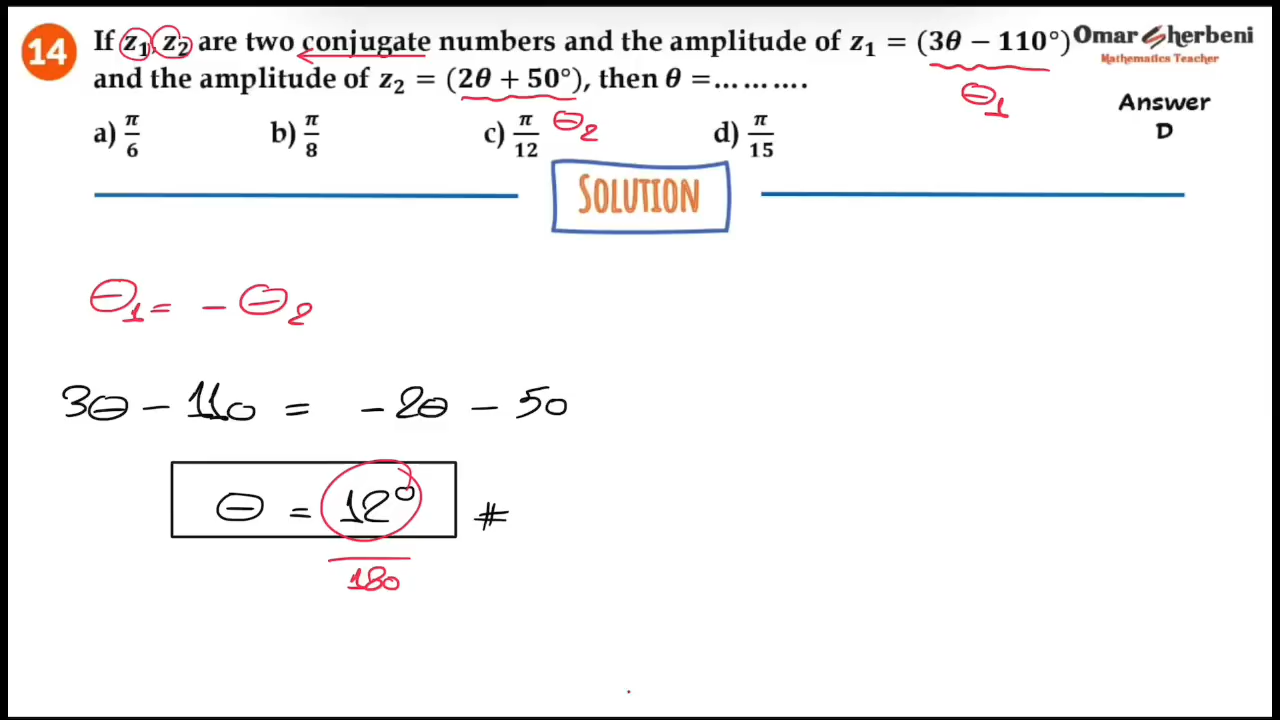 14 If z₁, z₂ are two conjugate numbers and the amplitude of z₁ = (3θ − 110°)
and the amplitude of z₂ = (2θ + 50°), then θ = … … ….
Omar Sherbeni
Mathematics Teacher
θ₁
θ₂
Answer
D
a) π/6 b) π/8 c) π/12 d) π/15
SOLUTION
θ₁ = − θ₂
3θ − 110 = − 2θ − 50
θ = 12° #
180